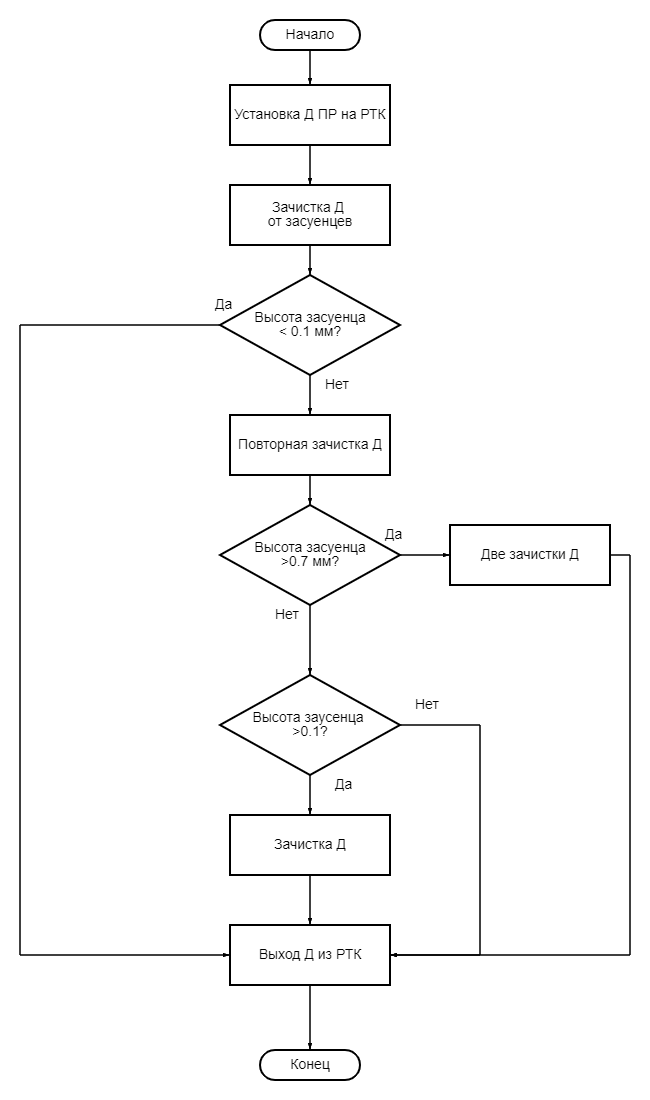 Начало
Установка Д ПР на РТК
Зачистка Д
от засуенцев
Да
Высота засуенца
< 0.1 мм?
Нет
Повторная зачистка Д
Высота засуенца
>0.7 мм?
Да
Две зачистки Д
Нет
Высота заусенца
>0.1?
Нет
Да
Зачистка Д
Выход Д из РТК
Конец